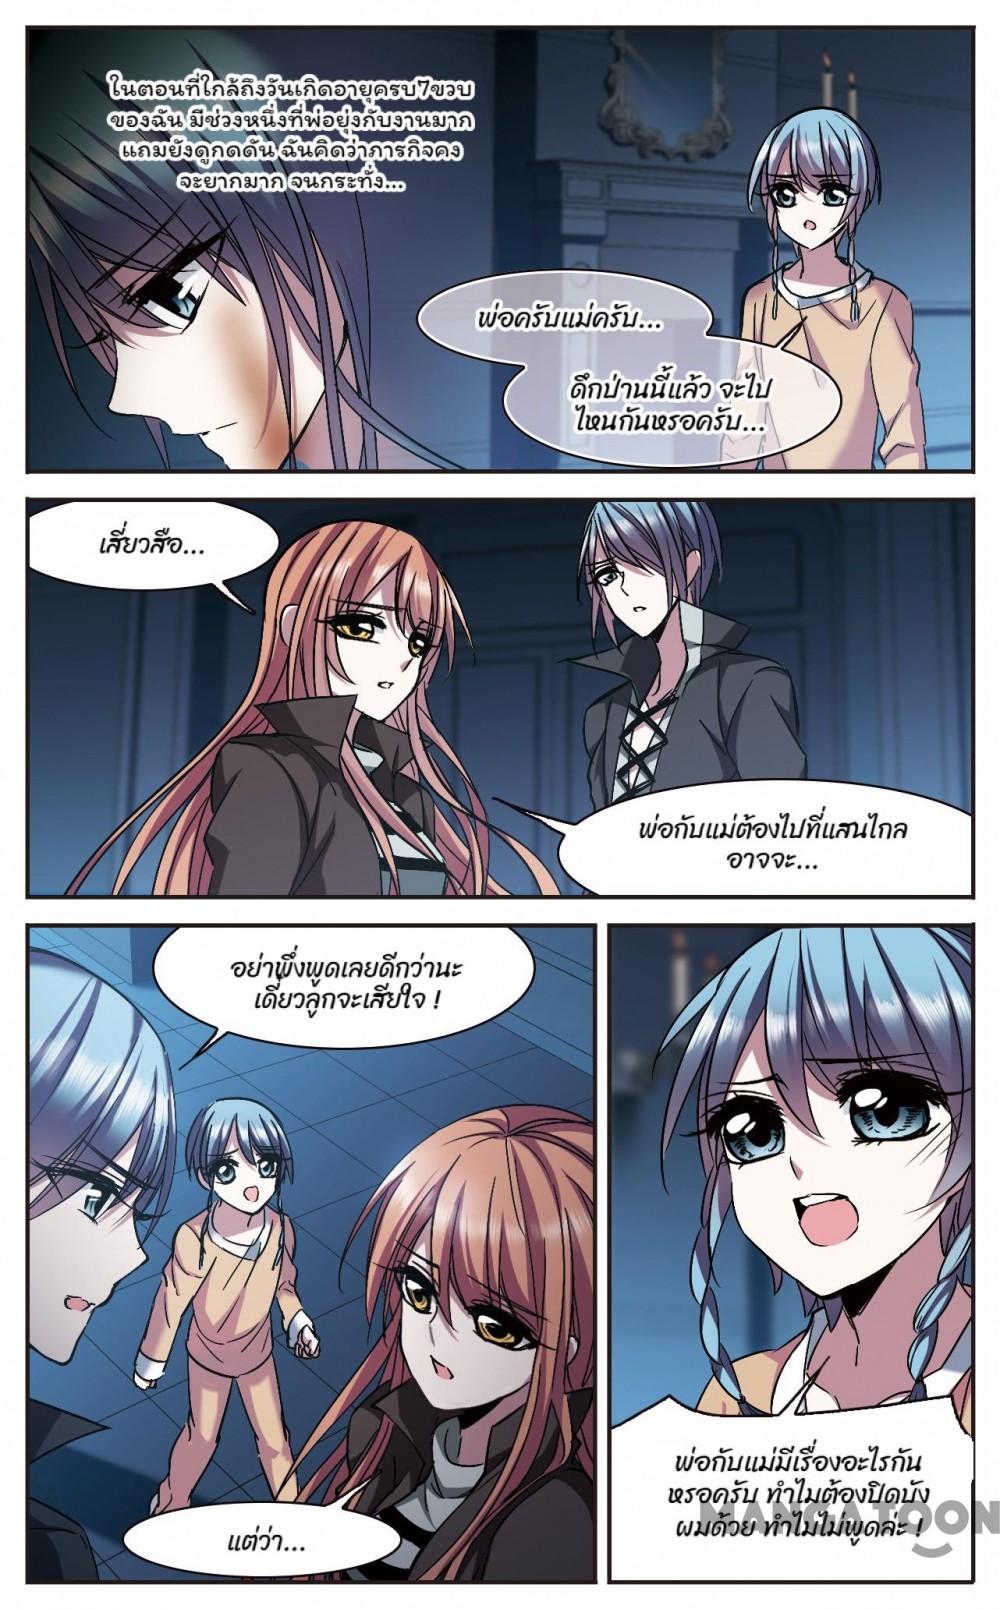 ในตอนที่ใกล้ถึงวันเกิดอายุครบ7ขวบ
ของฉัน มีช่วงหนึ่งที่พ่อยุ่งกับงานมาก
แถมยังดูกดดัน ฉันคิดว่าภารกิจคง
จะยากมาก จนกระทั่ง...
พ่อครับแม่ครับ...
ดึกป่านนี้แล้ว จะไป
ไหนกันหรอครับ...
เสี่ยวสือ...
พ่อกับแม่ต้องไปที่แสนไกล
อาจจะ...
อย่าพึ่งพูดเลยดีกว่านะ
เดี๋ยวลูกจะเสียใจ !
แต่ว่า...
พ่อกับแม่มีเรื่องอะไรกัน
หรอครับ ทำไมต้องปิดบัง
ผมด้วย ทำไมไม่พูดล่ะ !
MANGATOON